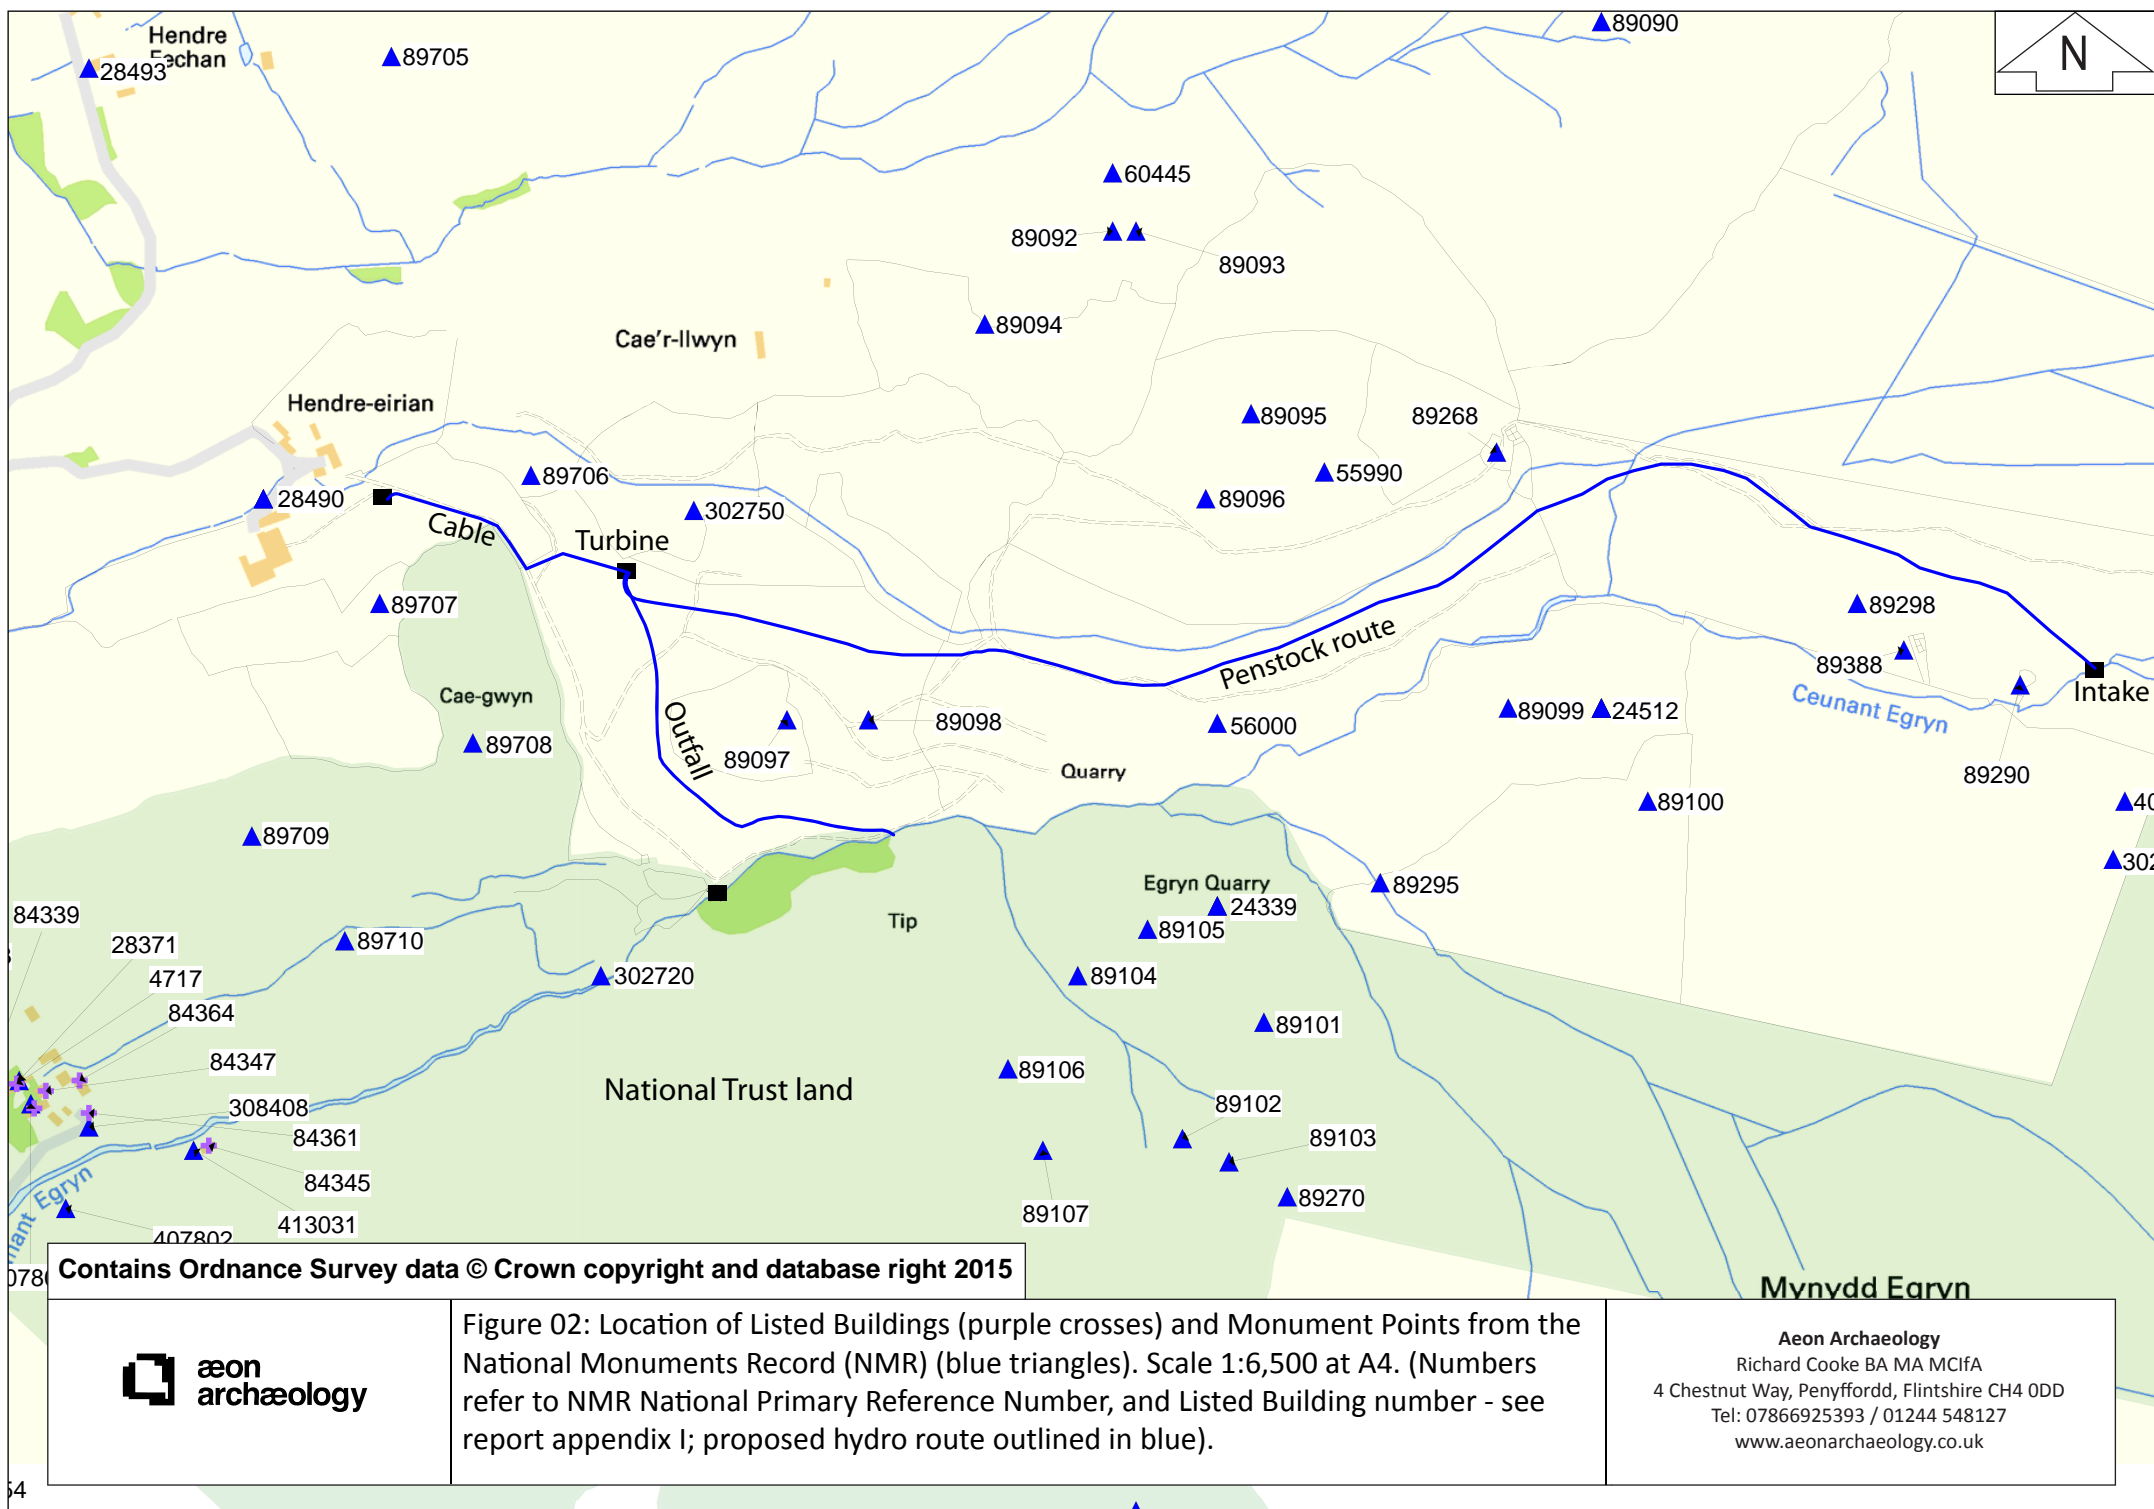 Hendre
Fechan
28493
89705
89090
N
60445
89092
89093
89094
Cae'r-llwyn
Hendre-eirian
89095
89268
89706
55990
28490
302750
89096
Cable
Turbine
89707
89298
Penstock route
89388
Cae-gwyn
Intake
Ceunant Egryn
Outfall
89098
89099
24512
56000
89708
89097
Quarry
89290
89100
40
89709
302
Egryn Quarry
89295
24339
84339
Tip
89105
28371
89710
4717
302720
89104
84364
89101
84347
89106
National Trust land
308408
89102
84361
89103
84345
89270
Egryn
413031
89107
407802
Contains Ordnance Survey data © Crown copyright and database right 2015
Mynydd Egryn
æon
archæology
Figure 02: Location of Listed Buildings (purple crosses) and Monument Points from the
National Monuments Record (NMR) (blue triangles). Scale 1:6,500 at A4. (Numbers
refer to NMR National Primary Reference Number, and Listed Building number - see
report appendix I; proposed hydro route outlined in blue).
Aeon Archaeology
Richard Cooke BA MA MCIfA
4 Chestnut Way, Penyffordd, Flintshire CH4 0DD
Tel: 07866925393 / 01244 548127
www.aeonarchaeology.co.uk
54